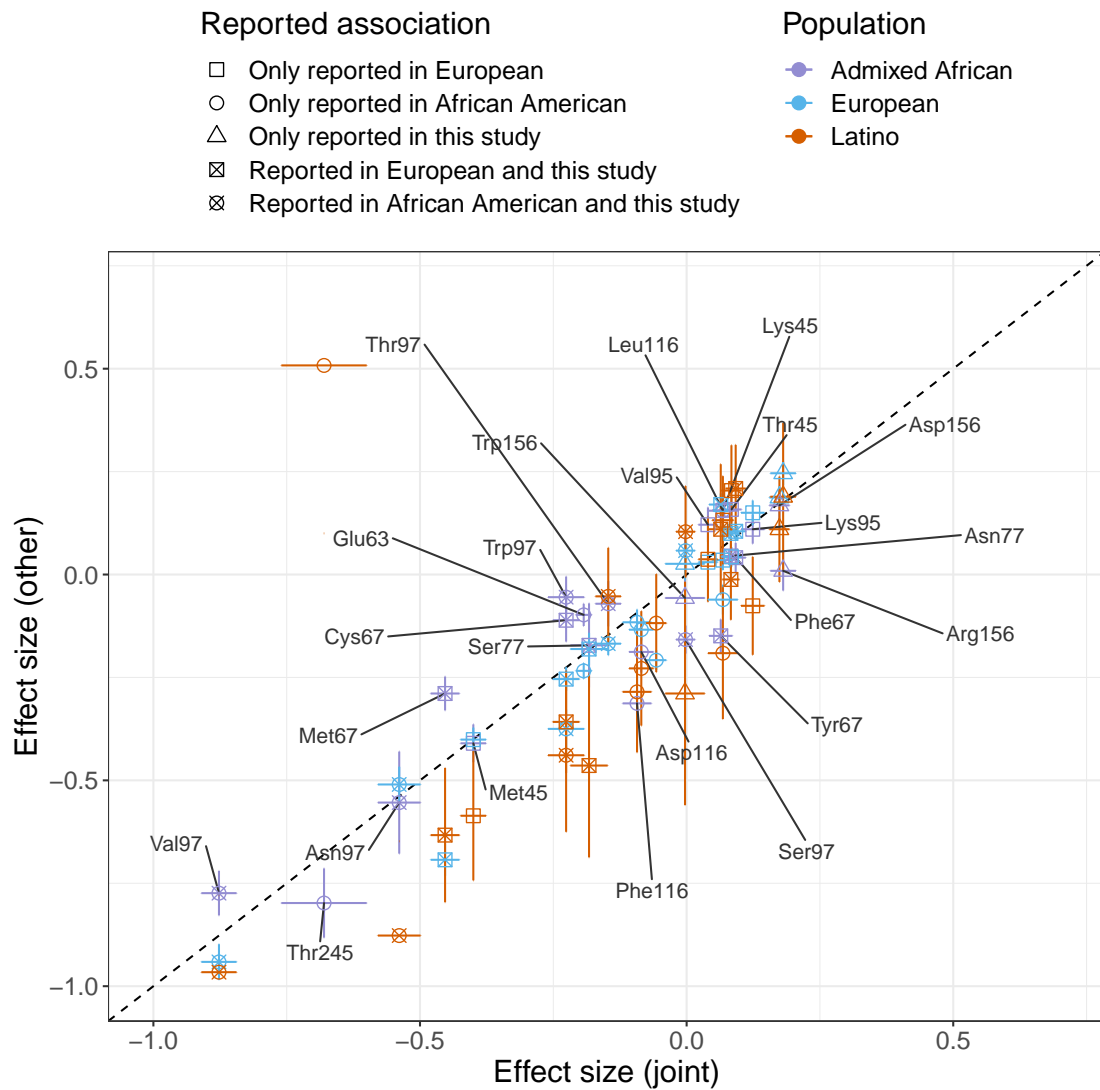 Reported association
Only reported in European
Only reported in African American
Only reported in this study
Reported in European and this study
Reported in African American and this study
Population
Admixed African
European
Latino
Effect size (other)
0.5
0.0
−0.5
−1.0
Lys45
Thr97
Leu116
Trp156
Thr45
Asp156
Val95
Lys95
Glu63
Trp97
Asn77
Cys67
Ser77
Phe67
Arg156
Met67
Tyr67
Asp116
Met45
Val97
Asn97
Ser97
Phe116
Thr245
−1.0
−0.5
0.0
0.5
Effect size (joint)